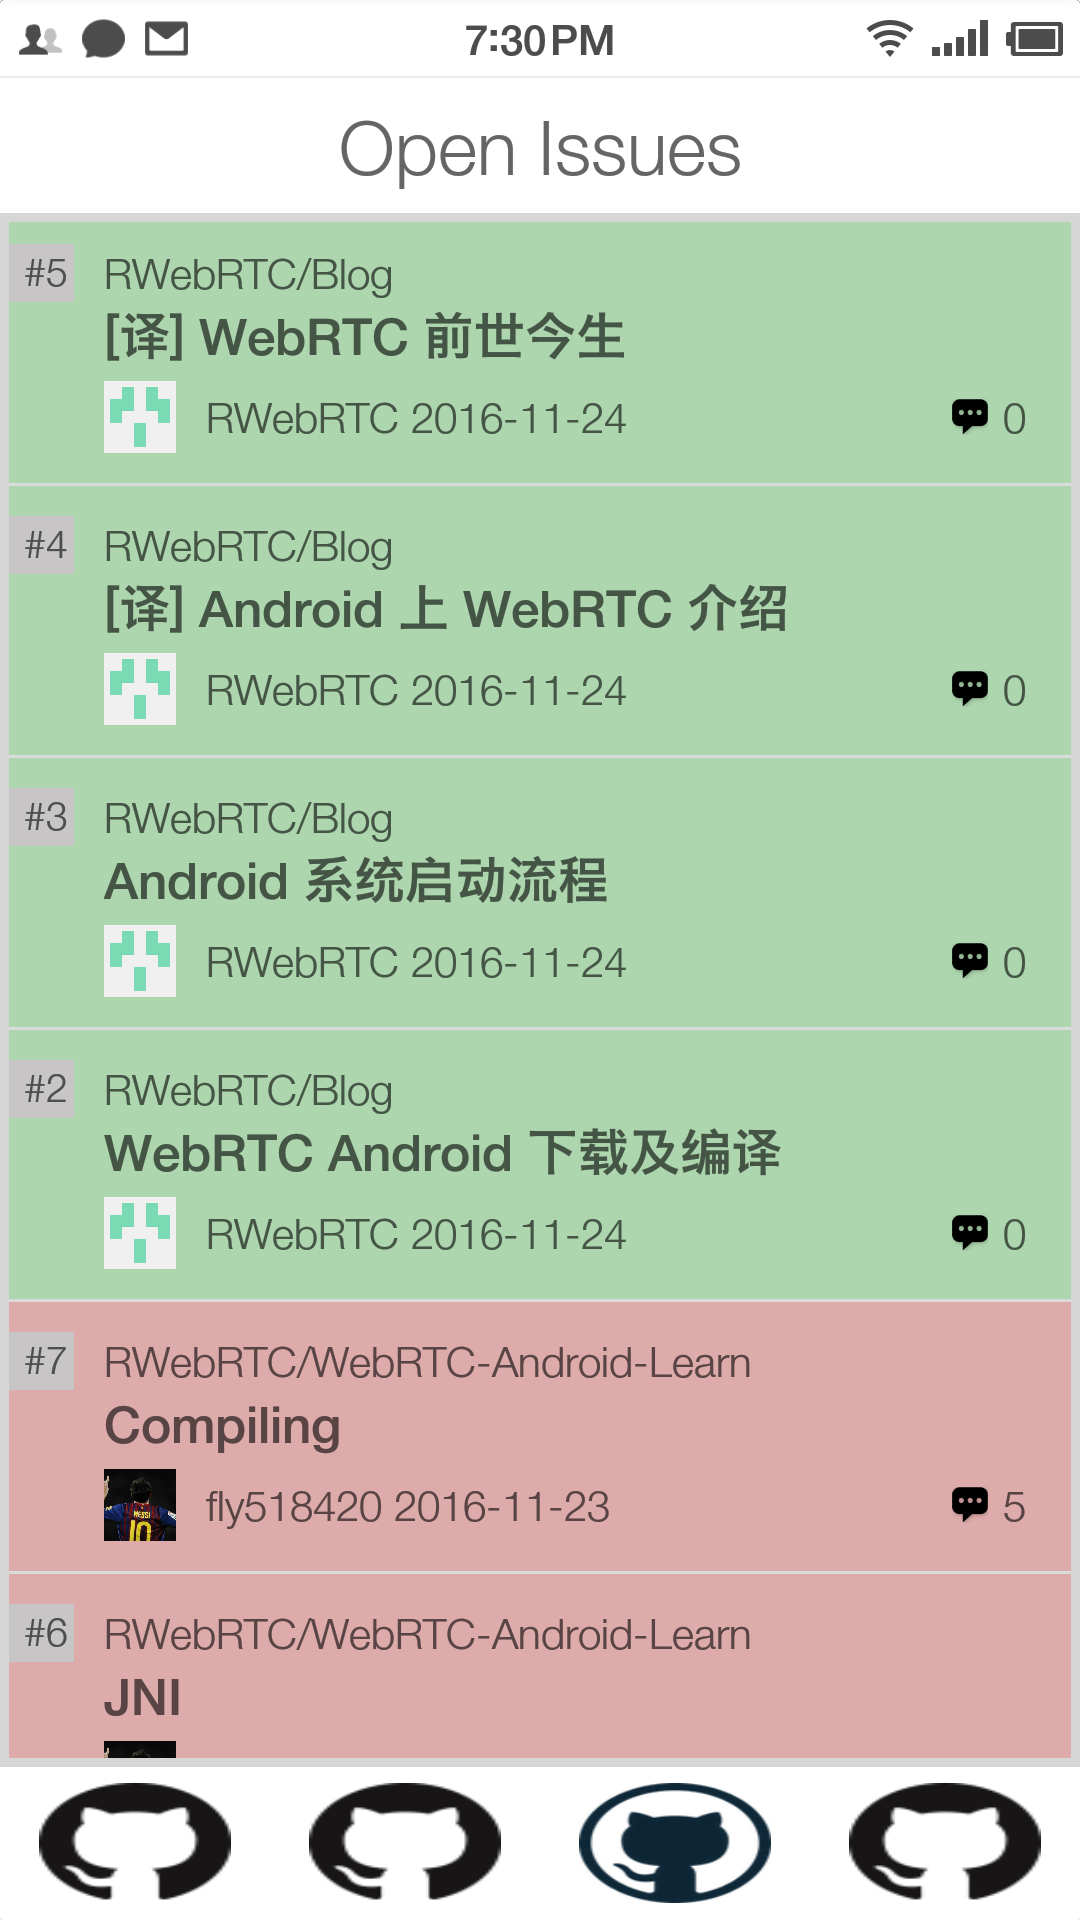 7:30 PM
Open Issues
#5 RWebRTC/Blog
[译] WebRTC 前世今生
RWebRTC 2016-11-24 0
#4 RWebRTC/Blog
[译] Android 上 WebRTC 介绍
RWebRTC 2016-11-24 0
#3 RWebRTC/Blog
Android 系统启动流程
RWebRTC 2016-11-24 0
#2 RWebRTC/Blog
WebRTC Android 下载及编译
RWebRTC 2016-11-24 0
#7 RWebRTC/WebRTC-Android-Learn
Compiling
MESSI
10
fly518420 2016-11-23 5
#6 RWebRTC/WebRTC-Android-Learn
JNI